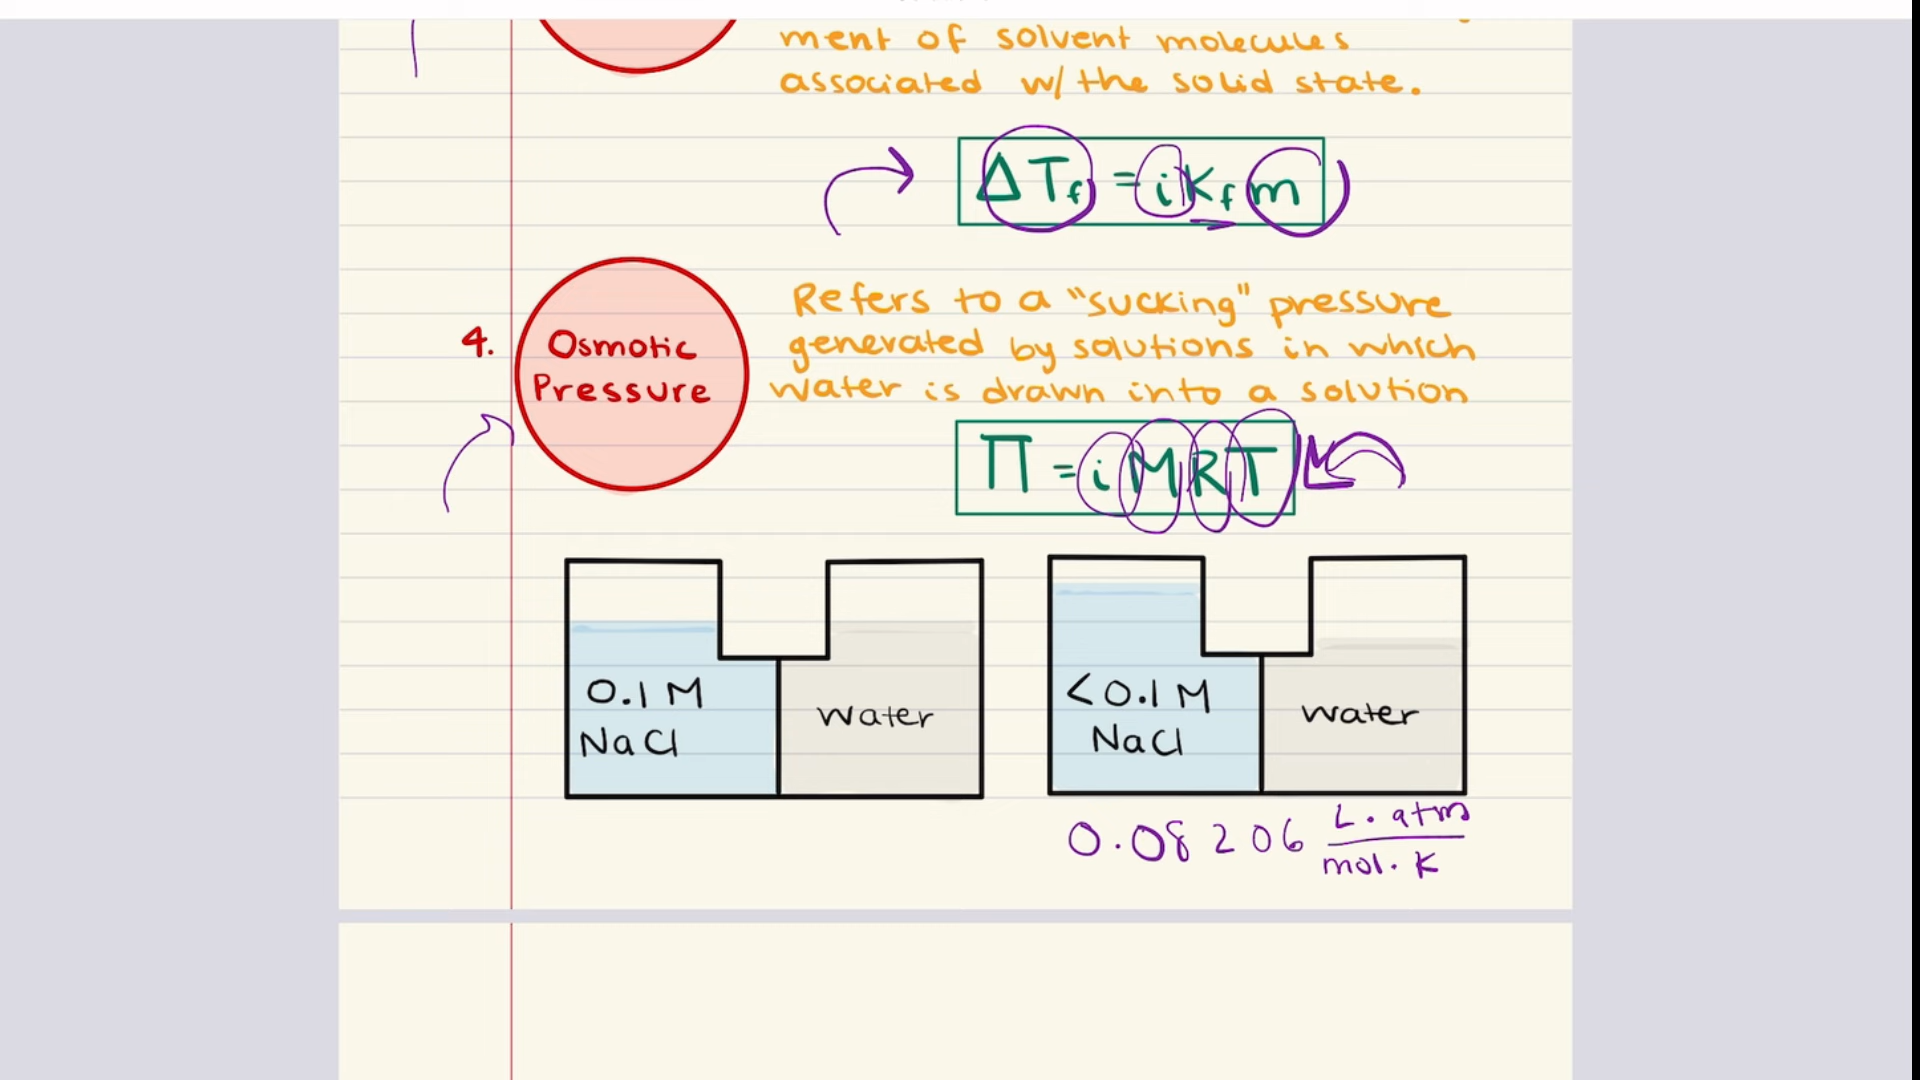 ment of solvent molecules
associated w/ the solid state.
ΔTf = iKfm
4.
Osmotic
Pressure
Refers to a "sucking" pressure
generated by solutions in which
water is drawn into a solution
Π = iMRT
0.1 M
NaCl
water
<0.1 M
NaCl
water
0.08206 L·atm
mol·K